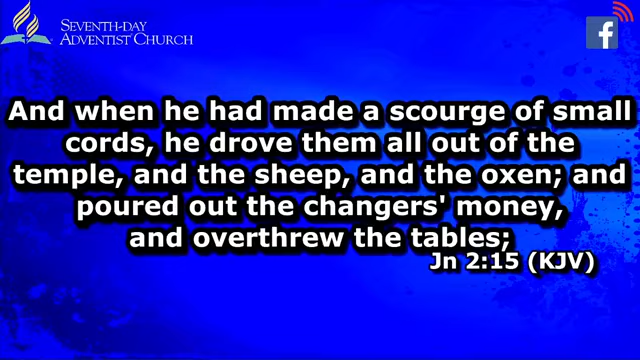 Seventh-day
Adventist Church
f
And when he had made a scourge of small
cords, he drove them all out of the
temple, and the sheep, and the oxen; and
poured out the changers' money,
and overthrew the tables;
Jn 2:15 (KJV)